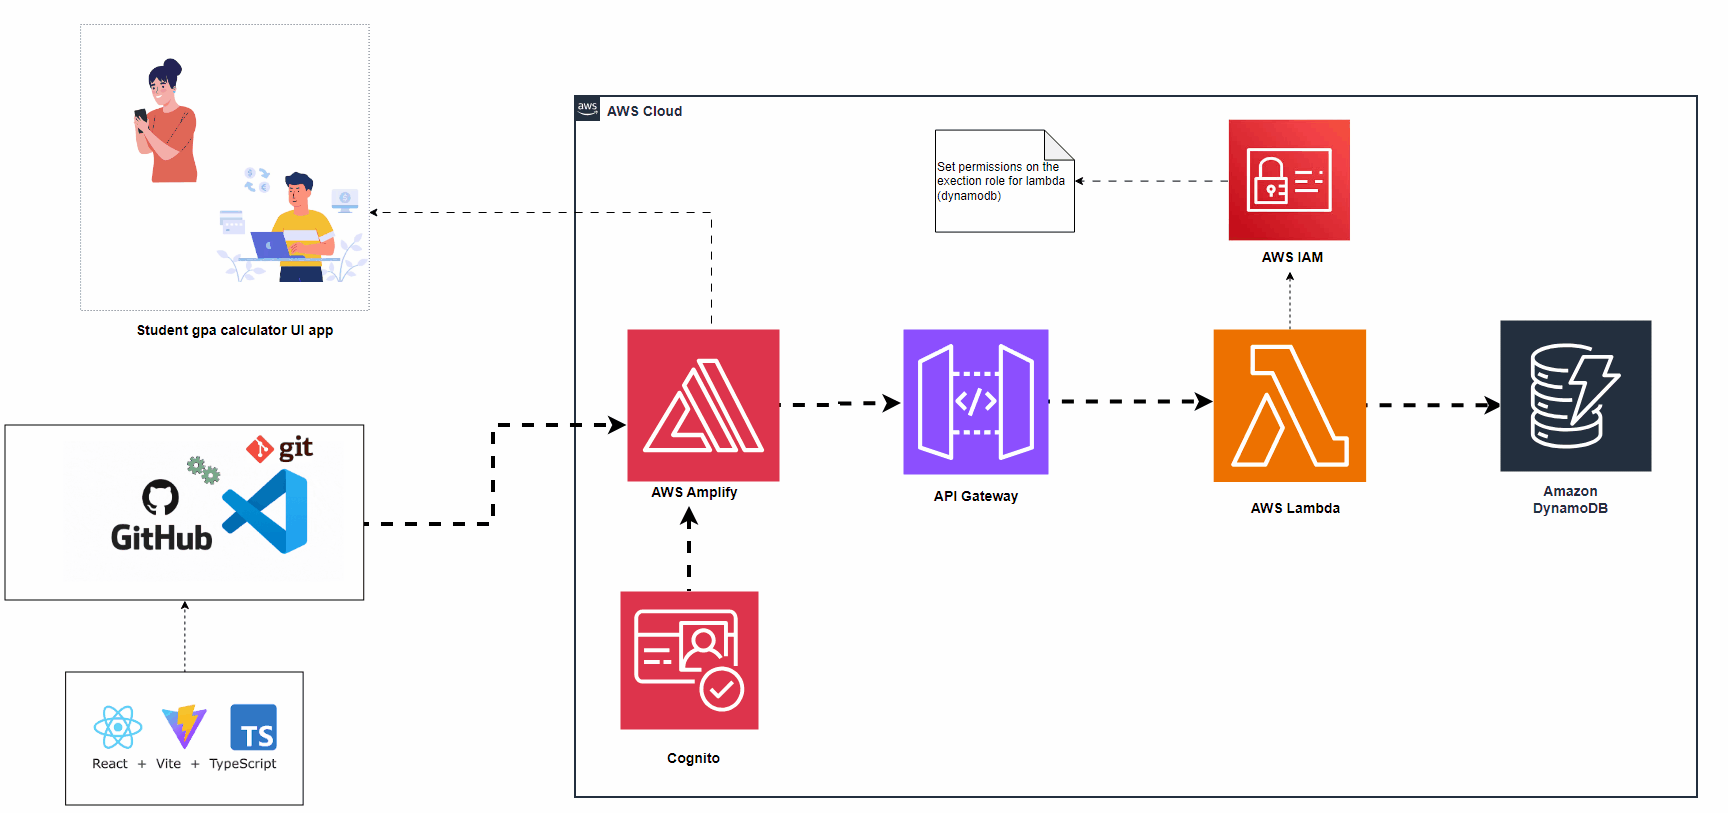 aws
AWS Cloud
Set permissions on the
exection role for lambda
(dynamodb)
AWS IAM
Student gpa calculator UI app
git
GitHub
AWS Amplify
</>
API Gateway
AWS Lambda
Amazon
DynamoDB
Cognito
TS
React + Vite + TypeScript